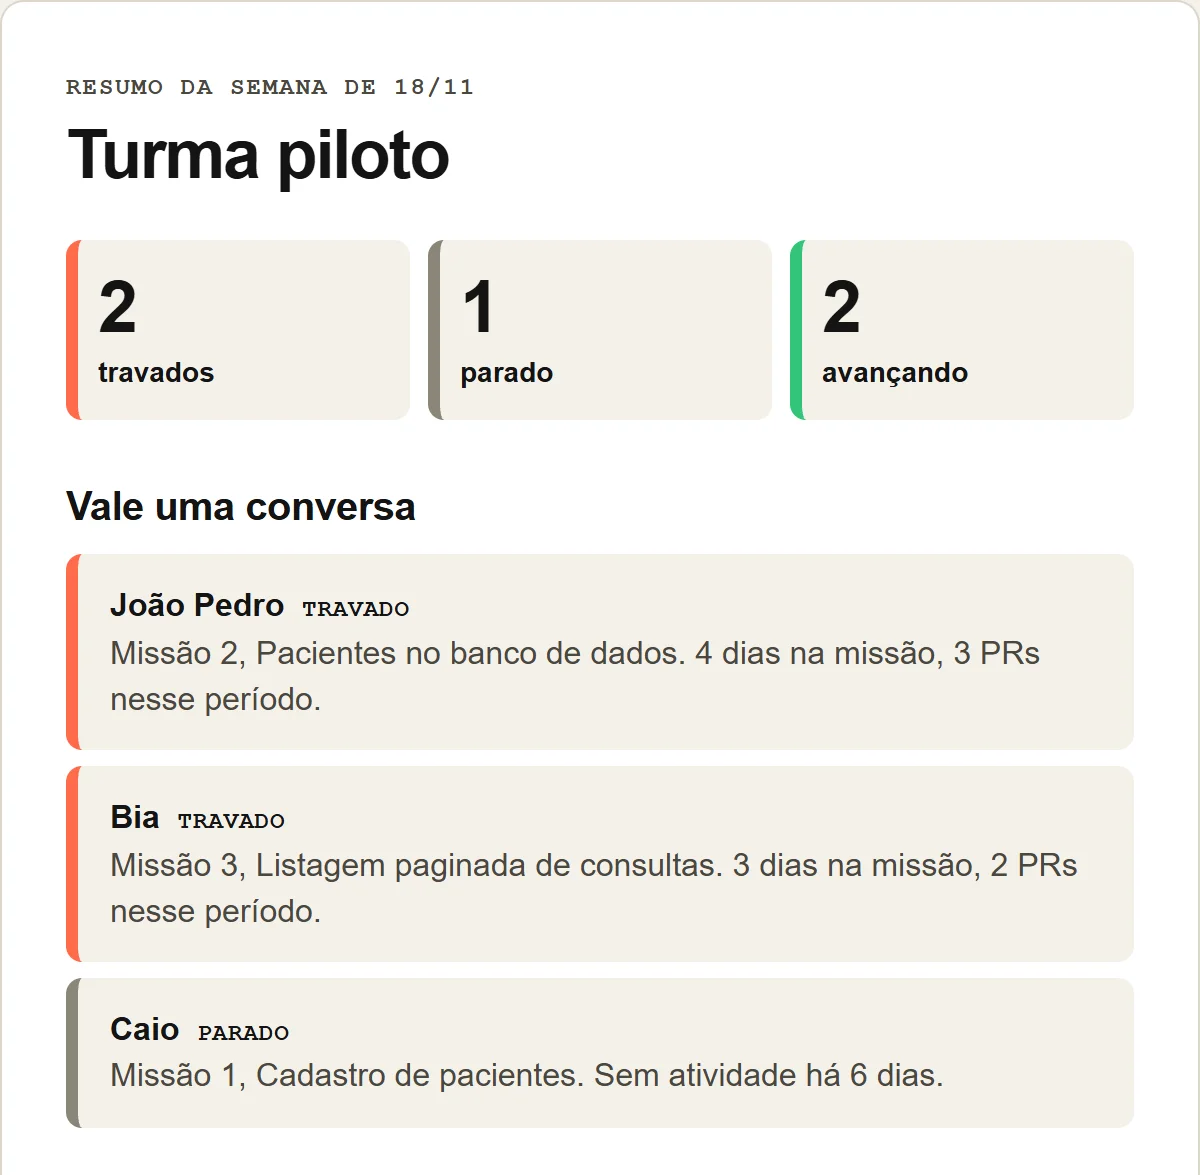 RESUMO DA SEMANA DE 18/11
Turma piloto
2
travados
1
parado
2
avançando
Vale uma conversa
João Pedro TRAVADO
Missão 2, Pacientes no banco de dados. 4 dias na missão, 3 PRs
nesse período.
Bia TRAVADO
Missão 3, Listagem paginada de consultas. 3 dias na missão, 2 PRs
nesse período.
Caio PARADO
Missão 1, Cadastro de pacientes. Sem atividade há 6 dias.